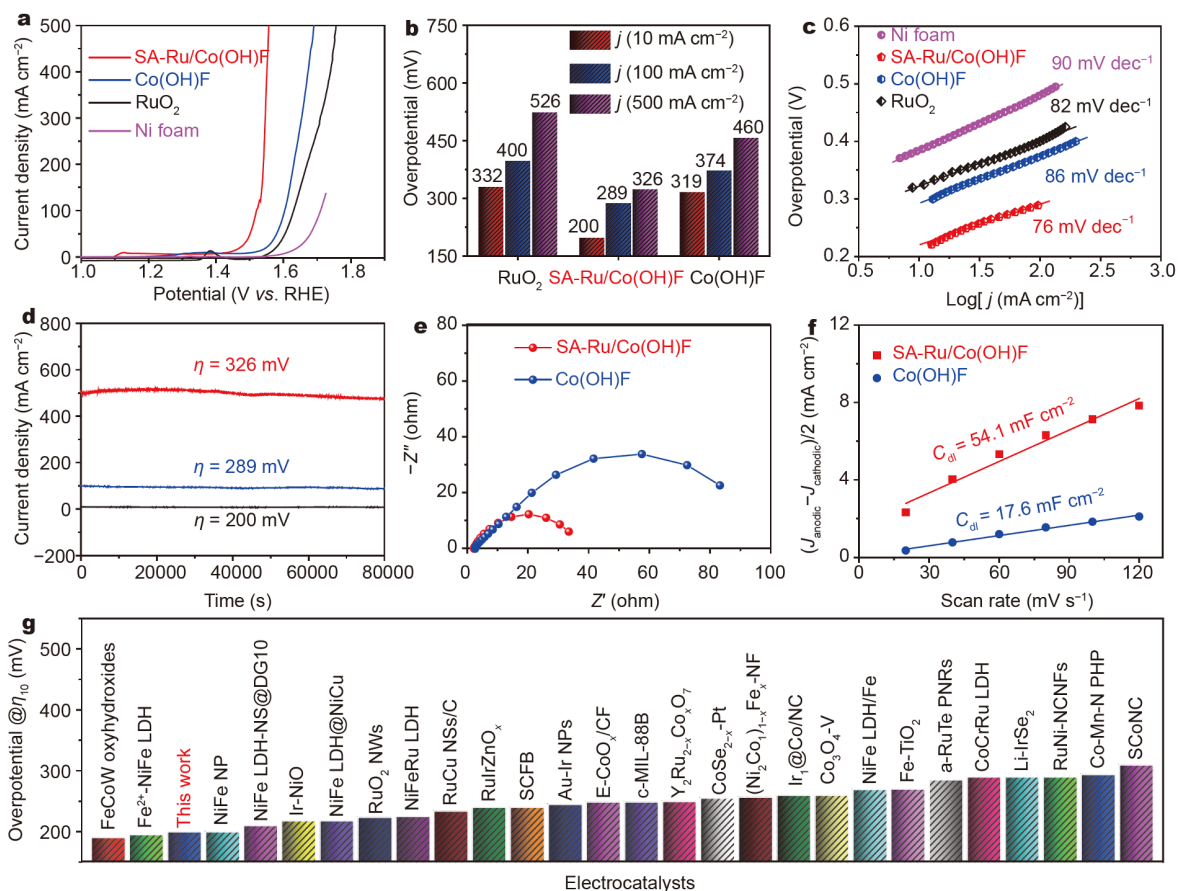 a
Current density (mA cm⁻²)
500
400
300
200
100
0
1.0
1.2
1.4
1.6
1.8
Potential (V vs. RHE)
SA-Ru/Co(OH)F
Co(OH)F
RuO₂
Ni foam
b
Overpotential (mV)
750
600
450
300
150
j (10 mA cm⁻²)
j (100 mA cm⁻²)
j (500 mA cm⁻²)
332
400
526
200
289
326
319
374
460
RuO₂ SA-Ru/Co(OH)F Co(OH)F
c
Overpotential (V)
0.6
0.5
0.4
0.3
0.2
0.5
1.0
1.5
2.0
2.5
3.0
Log[ j (mA cm⁻²)]
Ni foam
SA-Ru/Co(OH)F
Co(OH)F
RuO₂
90 mV dec⁻¹
82 mV dec⁻¹
86 mV dec⁻¹
76 mV dec⁻¹
d
Current density (mA cm⁻²)
800
600
400
200
0
−200
0
20000
40000
60000
80000
Time (s)
η = 326 mV
η = 289 mV
η = 200 mV
e
−Z″ (ohm)
80
60
40
20
0
0
20
40
60
80
100
Z′ (ohm)
SA-Ru/Co(OH)F
Co(OH)F
f
(Janodic −Jcathodic)/2 (mA cm⁻²)
12
8
4
0
0
30
60
90
120
Scan rate (mV s⁻¹)
SA-Ru/Co(OH)F
Co(OH)F
Cdl = 54.1 mF cm⁻²
Cdl = 17.6 mF cm⁻²
g
Overpotential @η₁₀ (mV)
500
400
300
200
100
FeCoW oxyhydroxides
Fe²⁺-NiFe LDH
This work
NiFe NP
NiFe LDH-NS@DG10
Ir-NiO
NiFe LDH@NiCu
RuO₂ NWs
NiFeRu LDH
RuCu NSs/C
RuIrZnOₓ
SCFB
Au-Ir NPs
E-CoOₓ/CF
c-MIL-88B
Y₂Ru₂₋ₓCoₓO₇
CoSe₂₋ₓ-Pt
(Ni₂Co₁)₁₋ₓFeₓ-NF
Ir₁@Co/NC
Co₃O₄-V
NiFe LDH/Fe
Fe-TiO₂
a-RuTe PNRs
CoCrRu LDH
Li-IrSe₂
RuNi-NCNFs
Co-Mn-N PHP
SCoNC
Electrocatalysts